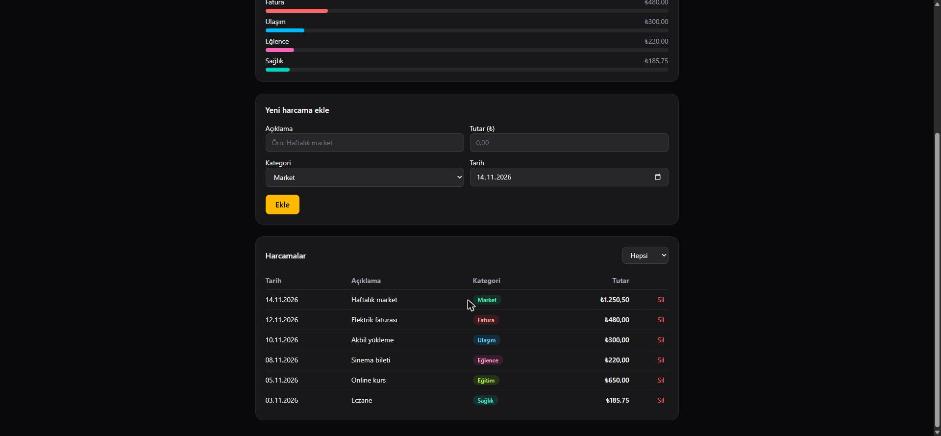 Fatura ₺480,00
Ulaşım ₺300,00
Eğlence ₺220,00
Sağlık ₺185,75
Yeni harcama ekle
Açıklama Tutar (₺)
Örn. Haftalık market 0,00
Kategori Tarih
Market 14.11.2026
Ekle
Harcamalar Hepsi
Tarih Açıklama Kategori Tutar
14.11.2026 Haftalık market Market ₺1.250,50 Sil
12.11.2026 Elektrik faturası Fatura ₺480,00 Sil
10.11.2026 Akbil yükleme Ulaşım ₺300,00 Sil
08.11.2026 Sinema bileti Eğlence ₺220,00 Sil
05.11.2026 Online kurs Eğitim ₺650,00 Sil
03.11.2026 Eczane Sağlık ₺185,75 Sil